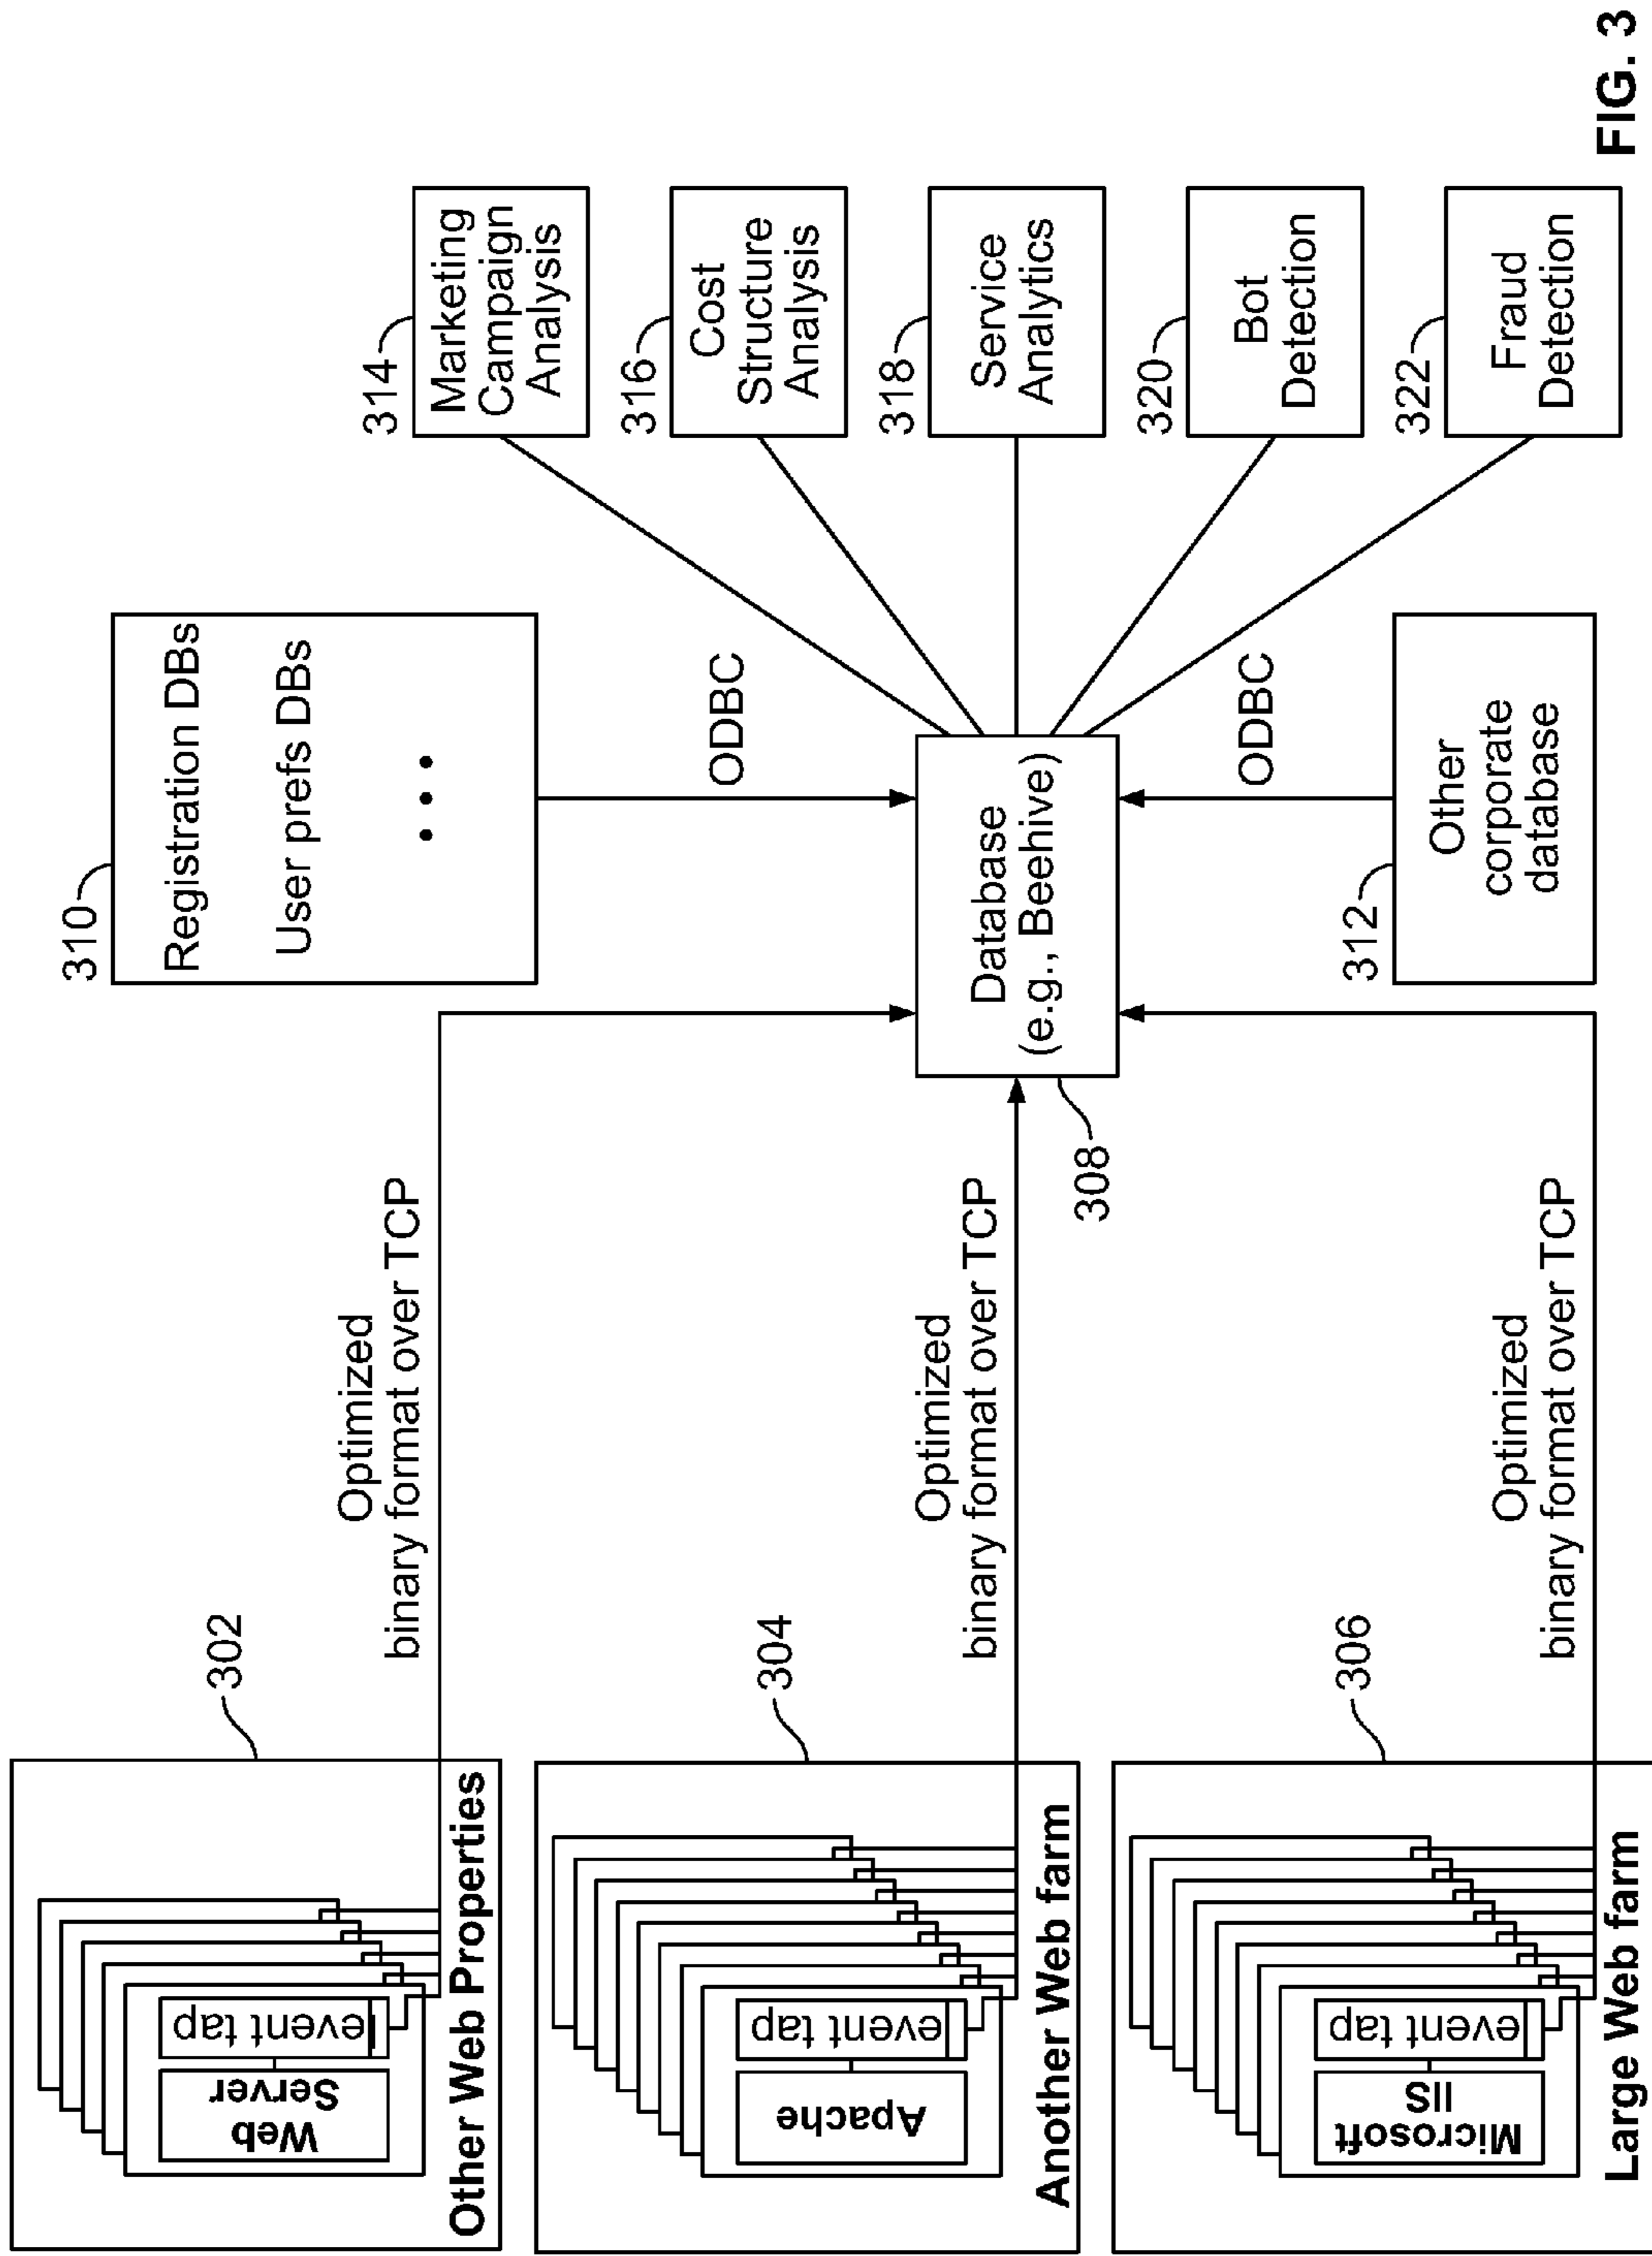 302
Web
Server
event tap
Other Web Properties
Optimized
binary format over TCP
304
Apache
event tap
Another Web farm
Optimized
binary format over TCP
306
Microsoft
IIS
event tap
Large Web farm
Optimized
binary format over TCP
310
Registration DBs
User prefs DBs
• • •
ODBC
Database
(e.g., Beehive)
308
ODBC
312
Other
corporate
database
314
Marketing
Campaign
Analysis
316
Cost
Structure
Analysis
318
Service
Analytics
320
Bot
Detection
322
Fraud
Detection
FIG. 3